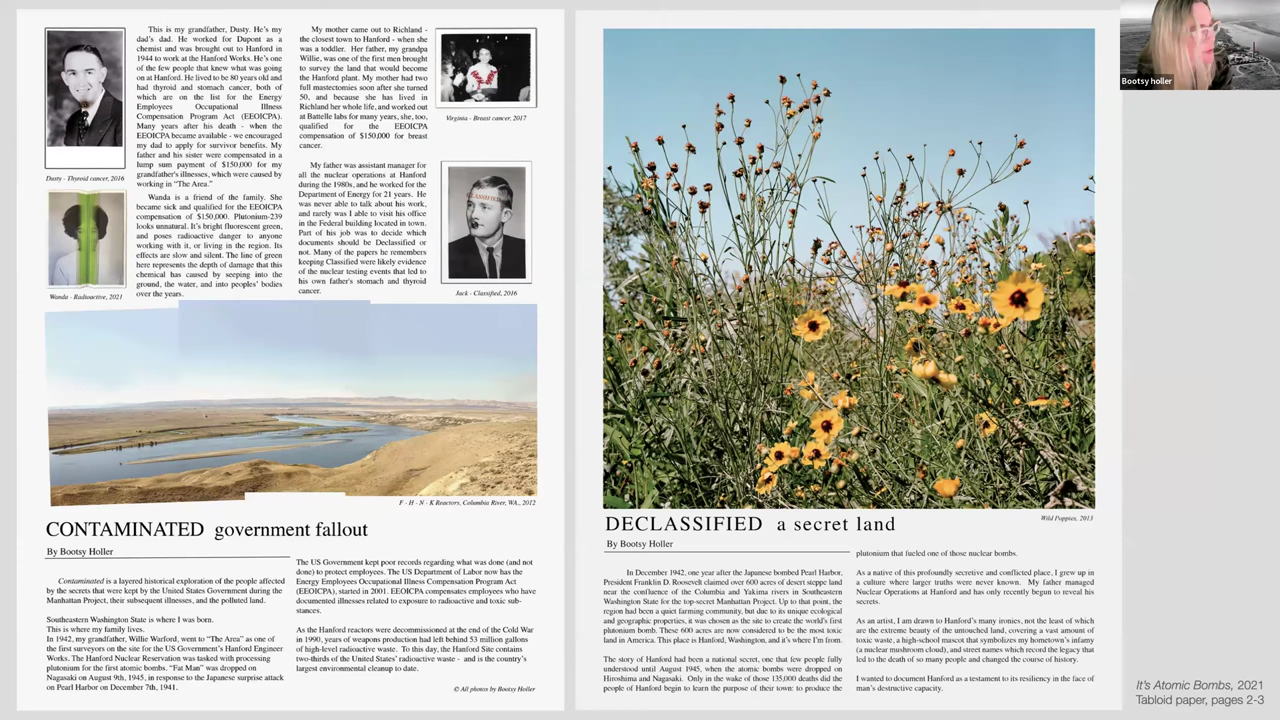 This is my grandfather, Dusty. He's my
dad's dad. He worked for Dupont as a
chemist and was brought out to Hanford in
1944 to work at the Hanford Works. He's one
of the few people that knew what was going
on at Hanford. He lived to be 80 years old and
had thyroid and stomach cancer, both of
which are on the list for the Energy
Employees Occupational Illness
Compensation Program Act (EEOICPA).
Many years after his death - when the
EEOICPA became available - we encouraged
my dad to apply for survivor benefits. My
father and his sister were compensated in a
lump sum payment of $150,000 for my
grandfather's illnesses, which were caused by
working in "The Area."
Dusty - Thyroid cancer, 2016
Wanda is a friend of the family. She
became sick and qualified for the EEOICPA
compensation of $150,000. Plutonium-239
looks unnatural. It's bright fluorescent green,
and poses radioactive danger to anyone
working with it, or living in the region. Its
effects are slow and silent. The line of green
here represents the depth of damage that this
chemical has caused by seeping into the
ground, the water, and into peoples' bodies
over the years.
Wanda - Radioactive, 2021
My mother came out to Richland -
the closest town to Hanford - when she
was a toddler. Her father, my grandpa
Willie, was one of the first men brought
to survey the land that would become
the Hanford plant. My mother had two
full mastectomies soon after she turned
50, and because she has lived in
Richland her whole life, and worked out
at Battelle labs for many years, she, too,
qualified for the EEOICPA
compensation of $150,000 for breast
cancer.
Virginia - Breast cancer, 2017
My father was assistant manager for
all the nuclear operations at Hanford
during the 1980s, and he worked for the
Department of Energy for 21 years. He
was never able to talk about his work,
and rarely was I able to visit his office
in the Federal building located in town.
Part of his job was to decide which
documents should be Declassified or
not. Many of the papers he remembers
keeping Classified were likely evidence
of the nuclear testing events that led to
his own father's stomach and thyroid
cancer.
Jack - Classified, 2016
F - H - N - K Reactors, Columbia River, WA., 2012
CONTAMINATED government fallout
By Bootsy Holler
Contaminated is a layered historical exploration of the people affected
by the secrets that were kept by the United States Government during the
Manhattan Project, their subsequent illnesses, and the polluted land.
Southeastern Washington State is where I was born.
This is where my family lives.
In 1942, my grandfather, Willie Warford, went to "The Area" as one of
the first surveyors on the site for the US Government's Hanford Engineer
Works. The Hanford Nuclear Reservation was tasked with processing
plutonium for the first atomic bombs. "Fat Man" was dropped on
Nagasaki on August 9th, 1945, in response to the Japanese surprise attack
on Pearl Harbor on December 7th, 1941.
The US Government kept poor records regarding what was done (and not
done) to protect employees. The US Department of Labor now has the
Energy Employees Occupational Illness Compensation Program Act
(EEOICPA), started in 2001. EEOICPA compensates employees who have
documented illnesses related to exposure to radioactive and toxic sub-
stances.
As the Hanford reactors were decommissioned at the end of the Cold War
in 1990, years of weapons production had left behind 53 million gallons
of high-level radioactive waste. To this day, the Hanford Site contains
two-thirds of the United States' radioactive waste - and is the country's
largest environmental cleanup to date.
© All photos by Bootsy Holler
Wild Poppies, 2013
DECLASSIFIED a secret land
By Bootsy Holler
In December 1942, one year after the Japanese bombed Pearl Harbor,
President Franklin D. Roosevelt claimed over 600 acres of desert steppe land
near the confluence of the Columbia and Yakima rivers in Southeastern
Washington State for the top-secret Manhattan Project. Up to that point, the
region had been a quiet farming community, but due to its unique ecological
and geographic properties, it was chosen as the site to create the world's first
plutonium bomb. These 600 acres are now considered to be the most toxic
land in America. This place is Hanford, Washington, and it's where I'm from.
The story of Hanford had been a national secret, one that few people fully
understood until August 1945, when the atomic bombs were dropped on
Hiroshima and Nagasaki. Only in the wake of those 135,000 deaths did the
people of Hanford begin to learn the purpose of their town: to produce the
plutonium that fueled one of those nuclear bombs.
As a native of this profoundly secretive and conflicted place, I grew up in
a culture where larger truths were never known. My father managed
Nuclear Operations at Hanford and has only recently begun to reveal his
secrets.
As an artist, I am drawn to Hanford's many ironies, not the least of which
are the extreme beauty of the untouched land, covering a vast amount of
toxic waste, a high-school mascot that symbolizes my hometown's infamy
(a nuclear mushroom cloud), and street names which record the legacy that
led to the death of so many people and changed the course of history.
I wanted to document Hanford as a testament to its resiliency in the face of
man's destructive capacity.
Bootsy holler
It's Atomic Bombs, 2021
Tabloid paper, pages 2-3